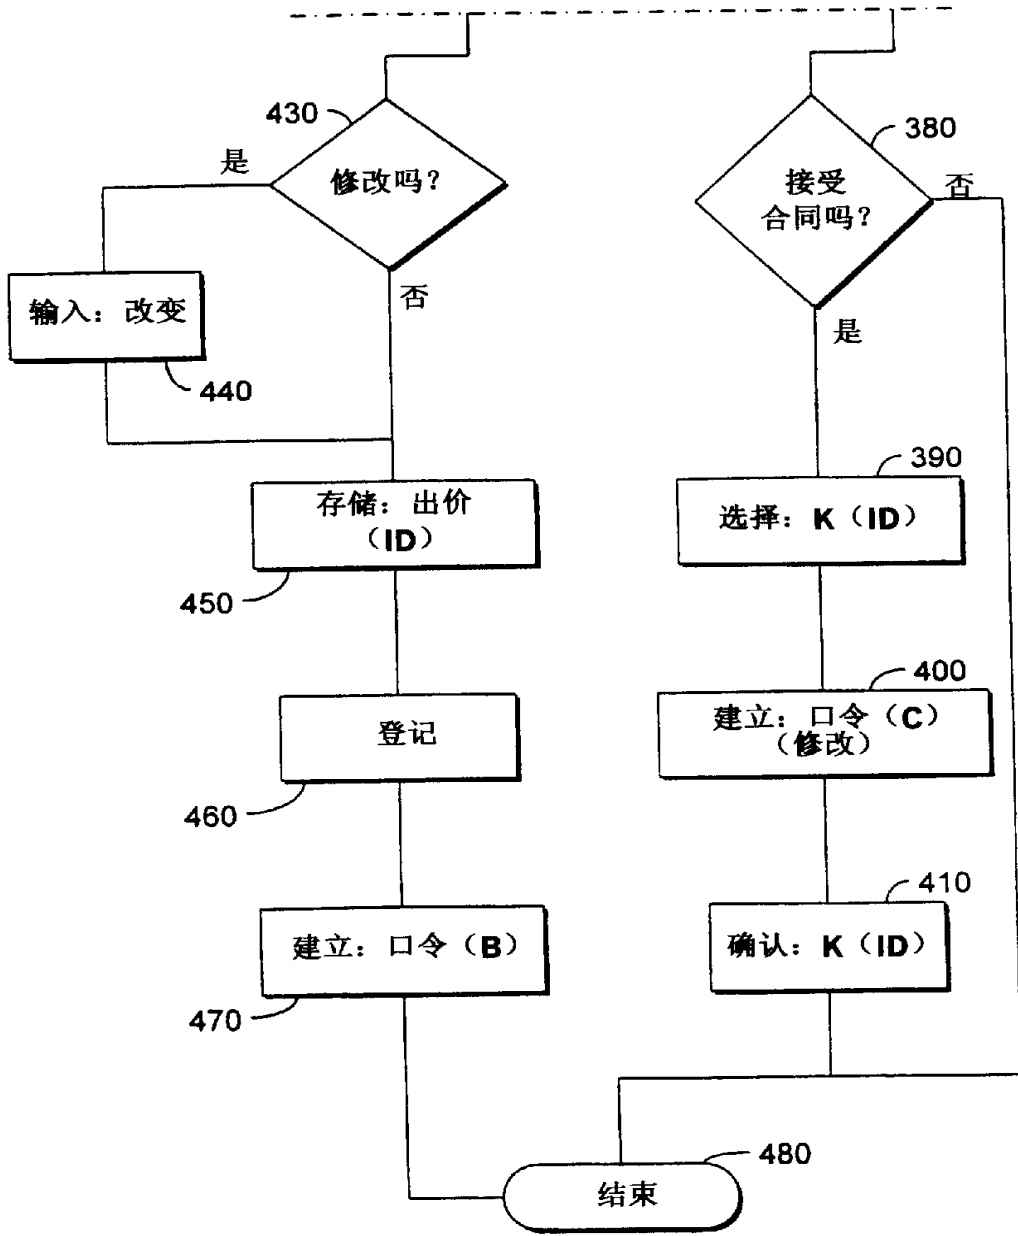 430
是
修改吗？
否
输入：改变
440
存储：出价
（ID）
450
登记
460
建立：口令（B）
470
380
接受
合同吗？
否
是
390
选择：K（ID）
400
建立：口令（C）
（修改）
410
确认：K（ID）
480
结束